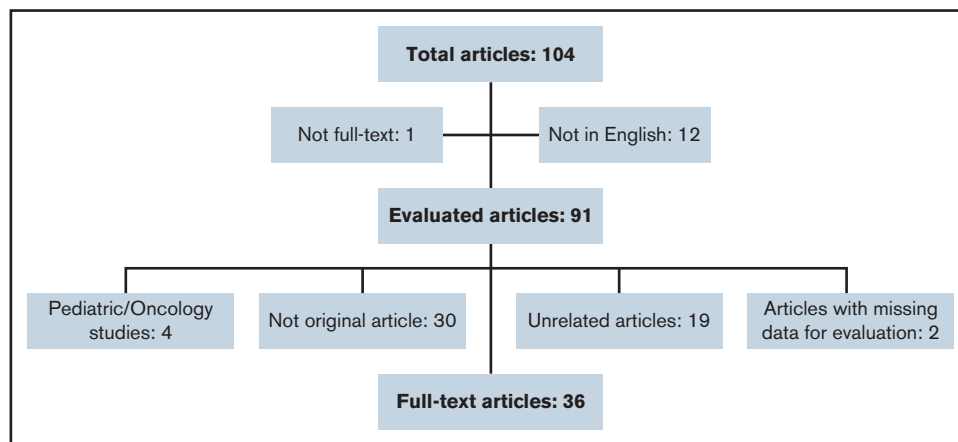 Total articles: 104
Not full-text: 1
Not in English: 12
Evaluated articles: 91
Pediatric/Oncology
studies: 4
Not original article: 30
Unrelated articles: 19
Articles with missing
data for evaluation: 2
Full-text articles: 36